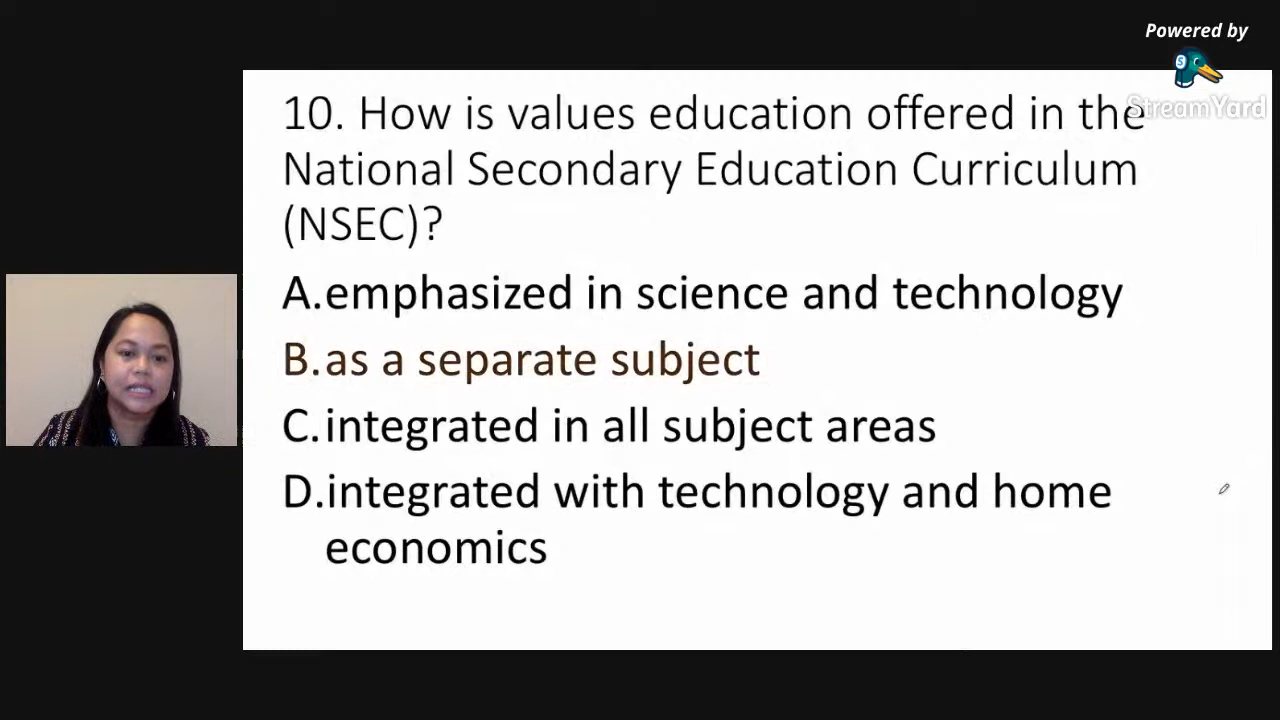 Powered by
StreamYard
10. How is values education offered in the
National Secondary Education Curriculum
(NSEC)?
A.emphasized in science and technology
B.as a separate subject
C.integrated in all subject areas
D.integrated with technology and home
economics